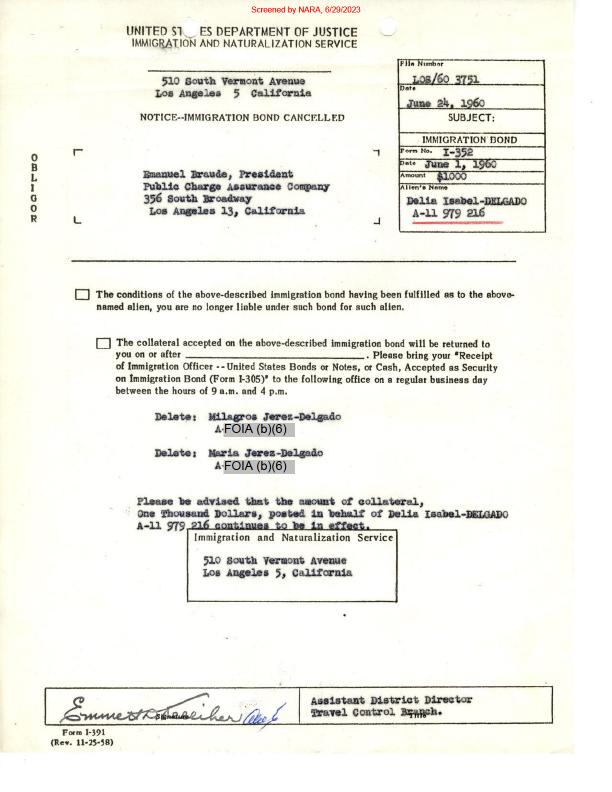 Screened by NARA, 6/29/2023
UNITED ST ES DEPARTMENT OF JUSTICE
IMMIGRATION AND NATURALIZATION SERVICE
510 South Vermont Avenue
Los Angeles 5 California
NOTICE--IMMIGRATION BOND CANCELLED
File Number
LOS/60 3751
Date
June 24, 1960
SUBJECT:
IMMIGRATION BOND
Form No. I-352
Date June 1, 1960
Amount $1000
Alien's Name
Delia Isabel-DELGADO
A-11 979 216
OBLIGOR
Emanuel Braude, President
Public Charge Assurance Company
356 South Broadway
Los Angeles 13, California
The conditions of the above-described immigration bond having been fulfilled as to the above-
named alien, you are no longer liable under such bond for such alien.
The collateral accepted on the above-described immigration bond will be returned to
you on or after . Please bring your "Receipt
of Immigration Officer -- United States Bonds or Notes, or Cash, Accepted as Security
on Immigration Bond (Form I-305)" to the following office on a regular business day
between the hours of 9 a.m. and 4 p.m.
Delete: Milagros Jerez-Delgado
A-FOIA (b)(6)
Delete: Maria Jerez-Delgado
A-FOIA (b)(6)
Please be advised that the amount of collateral,
One Thousand Dollars, posted in behalf of Delia Isabel-DELGADO
A-11 979 216 continues to be in effect.
Immigration and Naturalization Service
510 South Vermont Avenue
Los Angeles 5, California
Assistant District Director
Travel Control Branch.
Form I-391
(Rev. 11-25-58)